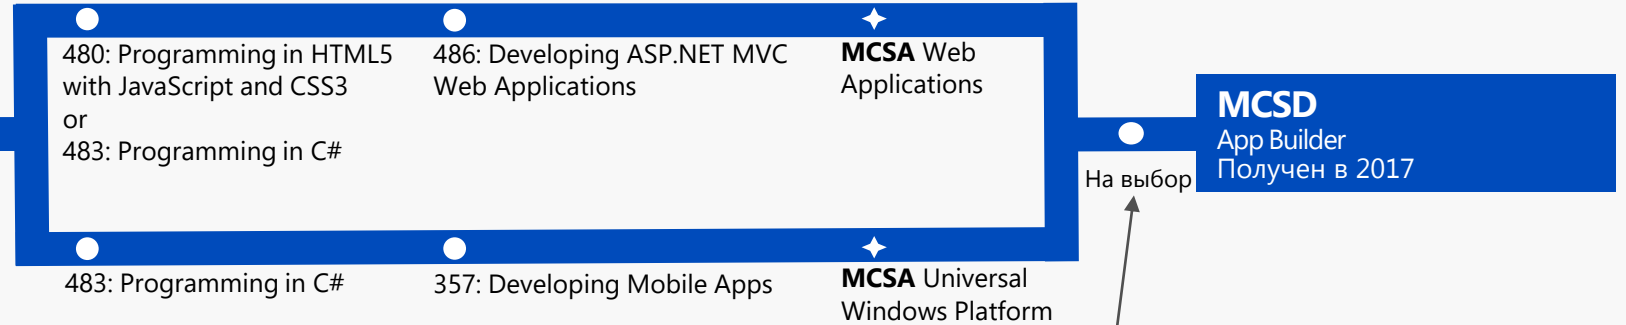 480: Programming in HTML5
with JavaScript and CSS3
or
483: Programming in C#
486: Developing ASP.NET MVC
Web Applications
MCSA Web
Applications
483: Programming in C#
357: Developing Mobile Apps
MCSA Universal
Windows Platform
На выбор
MCSD
App Builder
Получен в 2017